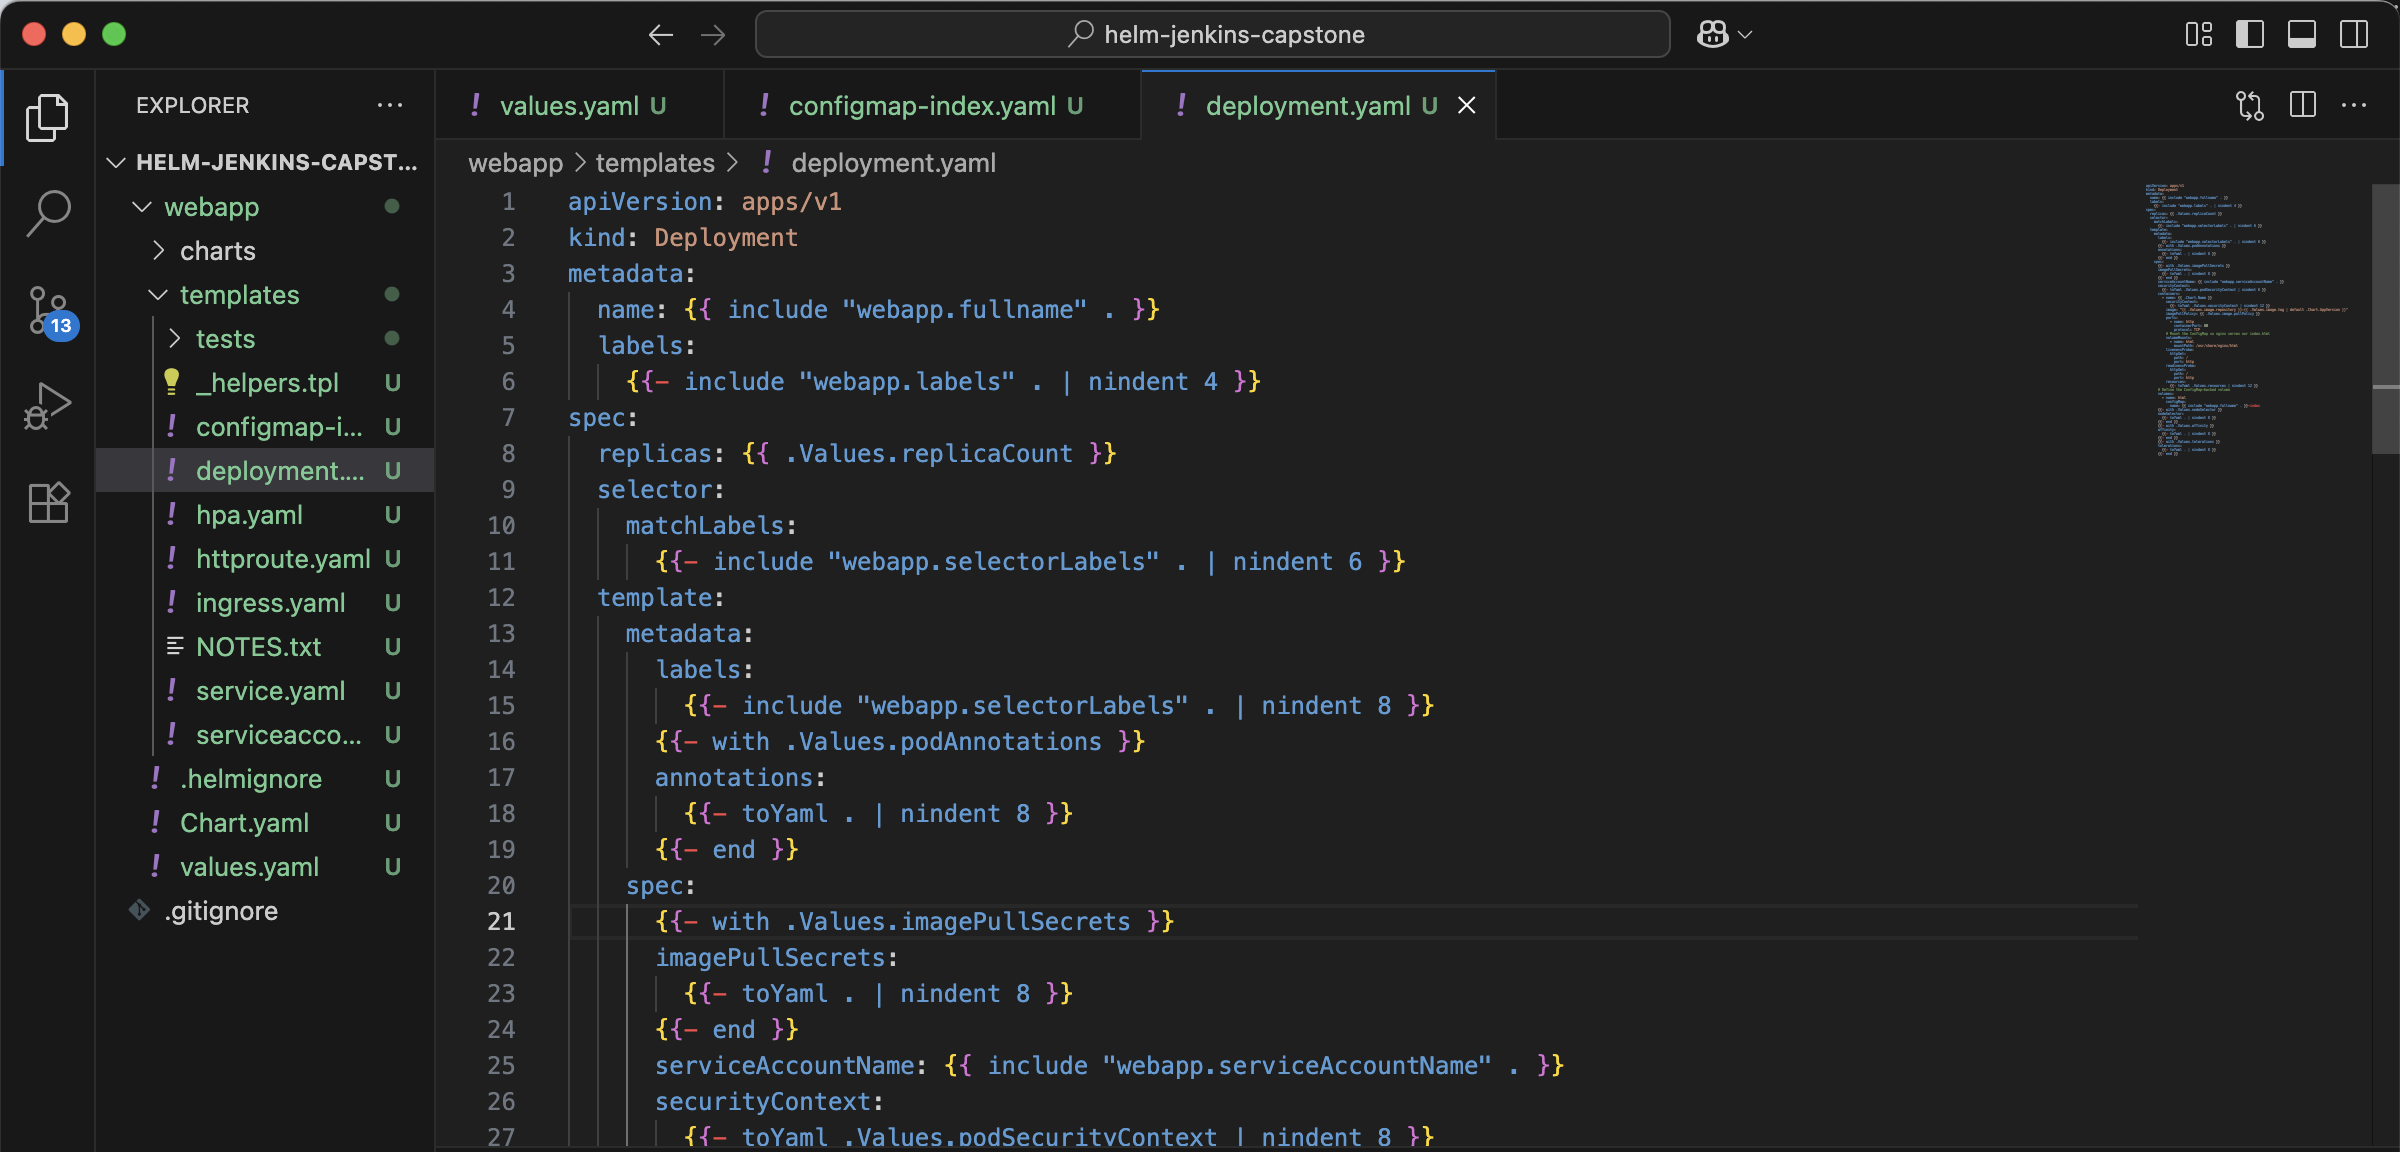 helm-jenkins-capstone
EXPLORER
HELM-JENKINS-CAPST...
webapp
charts
templates
tests
_helpers.tpl U
configmap-i... U
deployment.... U
hpa.yaml U
httproute.yaml U
ingress.yaml U
NOTES.txt U
service.yaml U
serviceacco... U
.helmignore U
Chart.yaml U
values.yaml U
.gitignore
13
! values.yaml U
! configmap-index.yaml U
! deployment.yaml U
webapp > templates > ! deployment.yaml
1 apiVersion: apps/v1
2 kind: Deployment
3 metadata:
4 name: {{ include "webapp.fullname" . }}
5 labels:
6 {{- include "webapp.labels" . | nindent 4 }}
7 spec:
8 replicas: {{ .Values.replicaCount }}
9 selector:
10 matchLabels:
11 {{- include "webapp.selectorLabels" . | nindent 6 }}
12 template:
13 metadata:
14 labels:
15 {{- include "webapp.selectorLabels" . | nindent 8 }}
16 {{- with .Values.podAnnotations }}
17 annotations:
18 {{- toYaml . | nindent 8 }}
19 {{- end }}
20 spec:
21 {{- with .Values.imagePullSecrets }}
22 imagePullSecrets:
23 {{- toYaml . | nindent 8 }}
24 {{- end }}
25 serviceAccountName: {{ include "webapp.serviceAccountName" . }}
26 securityContext:
27 {{- toYaml .Values.podSecurityContext | nindent 8 }}